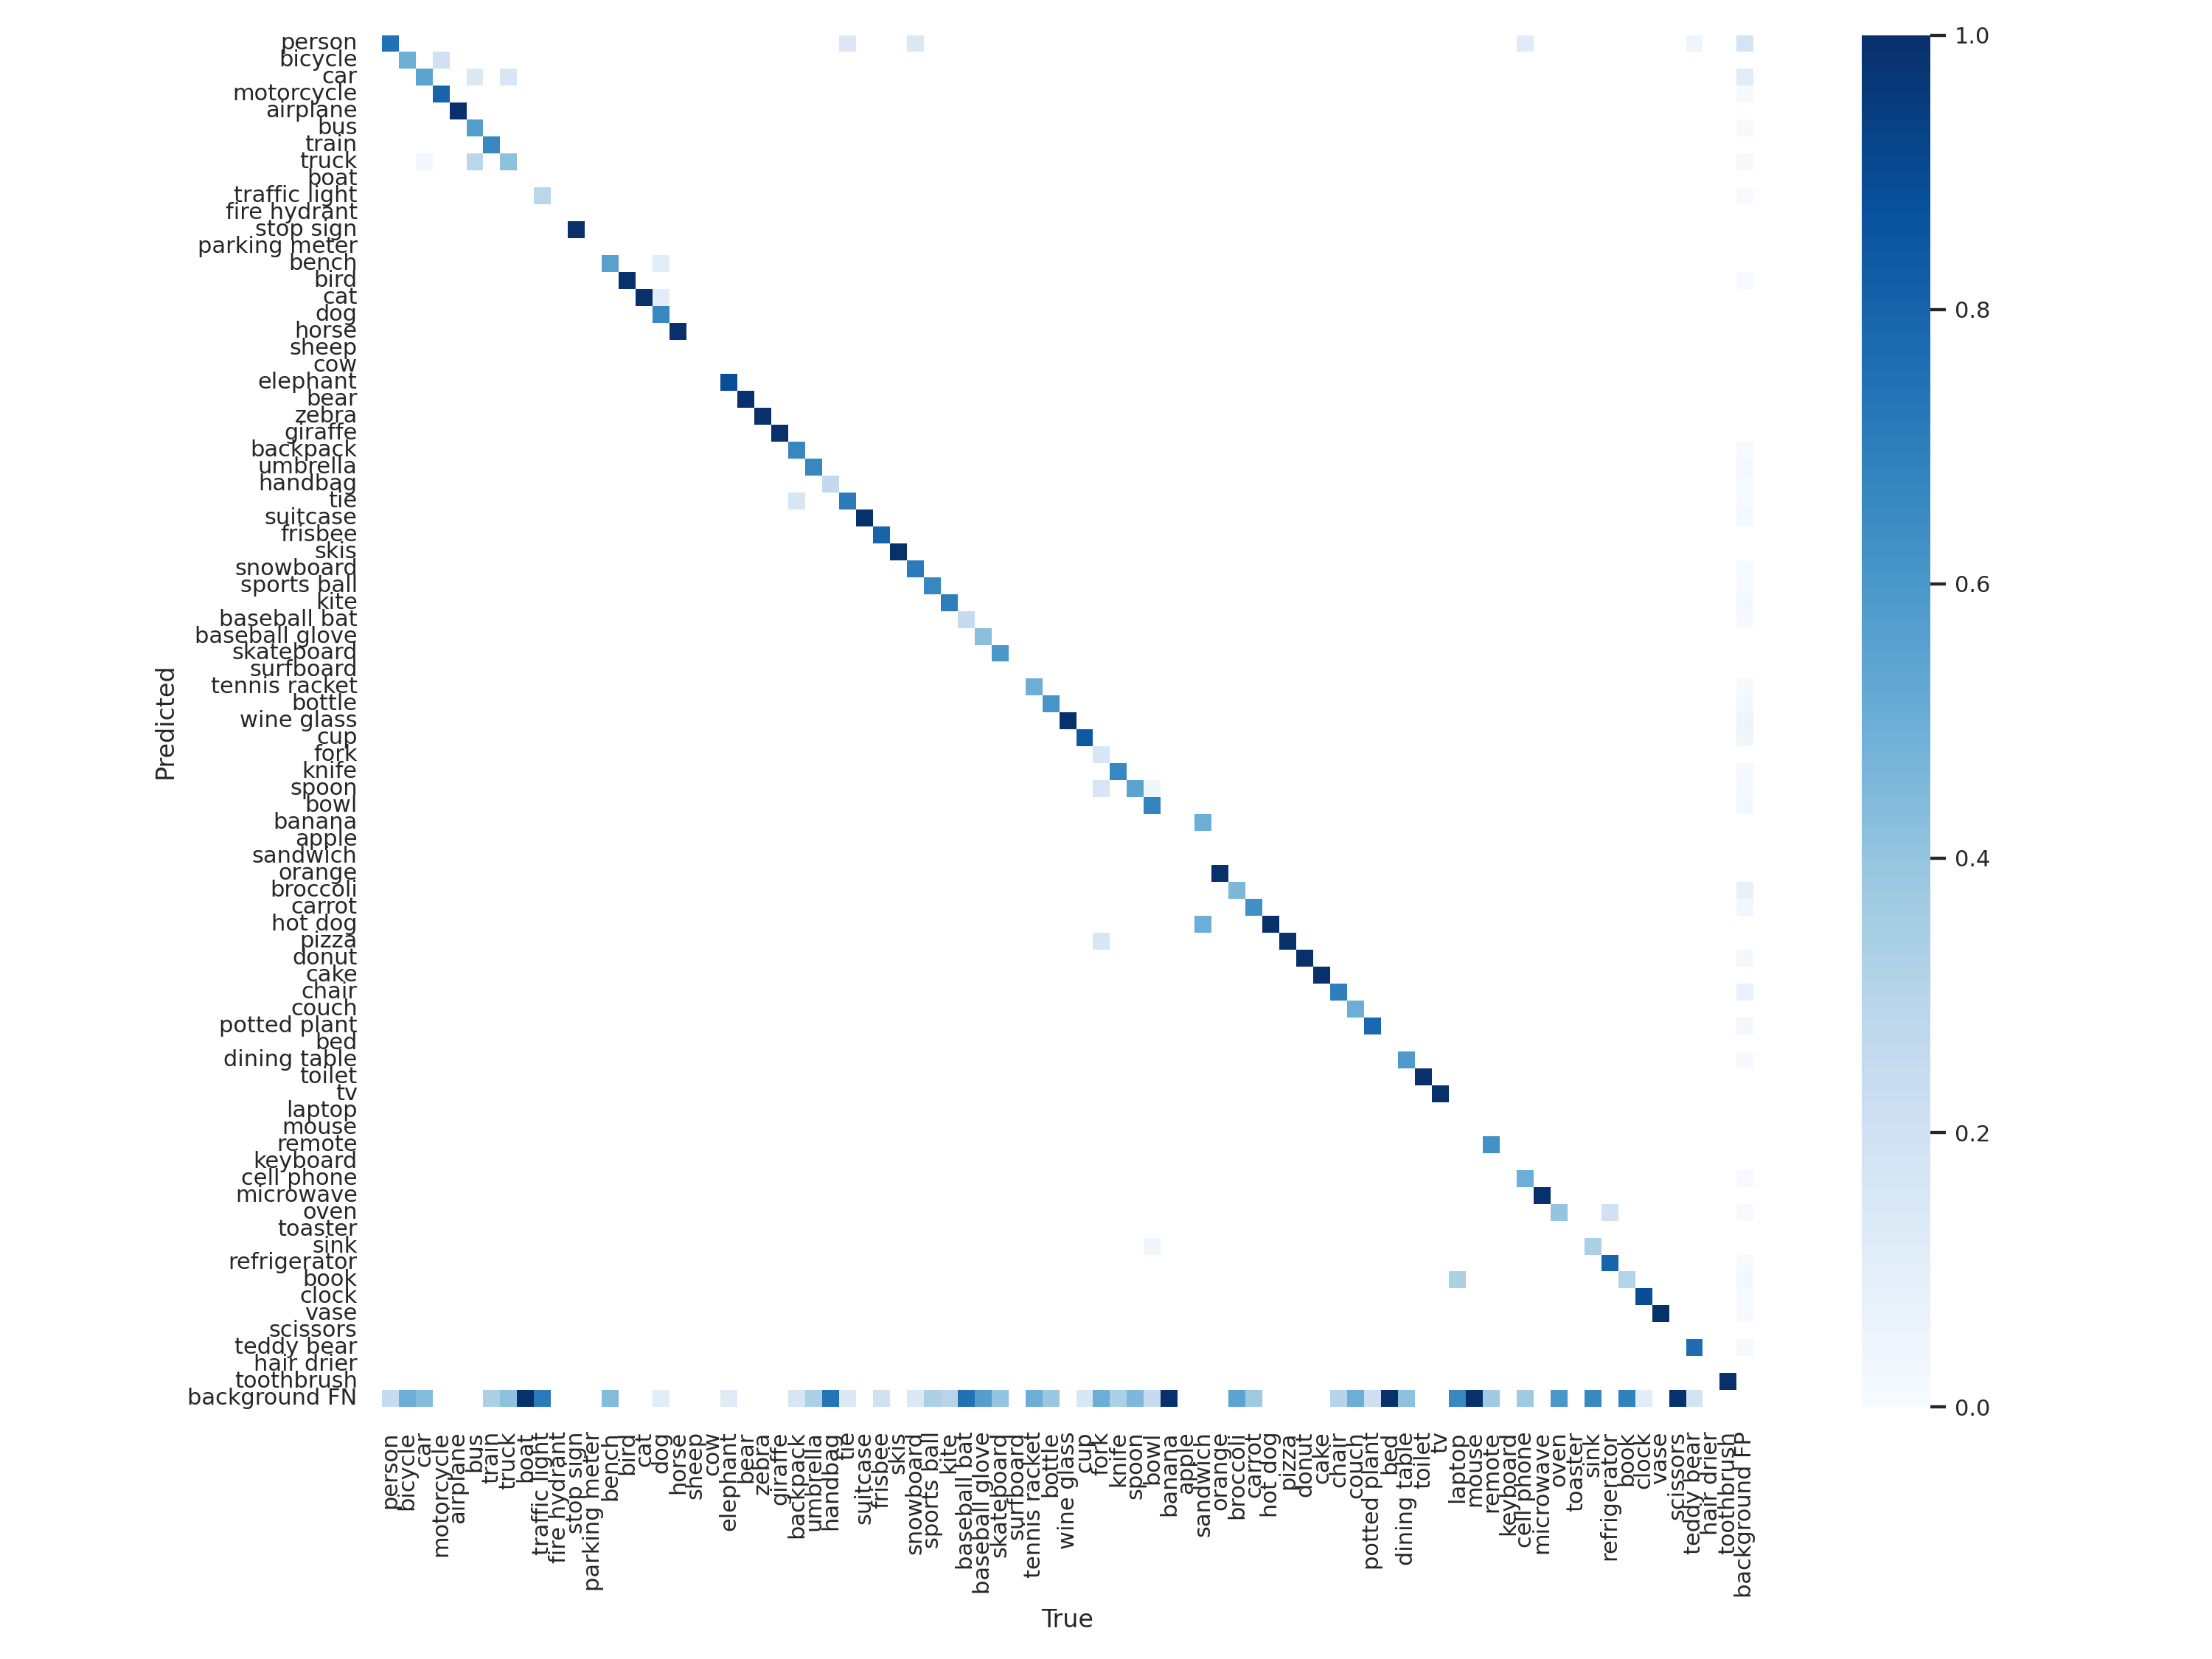 person
bicycle
car
motorcycle
airplane
bus
train
truck
boat
traffic light
fire hydrant
stop sign
parking meter
bench
bird
cat
dog
horse
sheep
cow
elephant
bear
zebra
giraffe
backpack
umbrella
handbag
tie
suitcase
frisbee
skis
snowboard
sports ball
kite
baseball bat
baseball glove
skateboard
surfboard
tennis racket
bottle
wine glass
cup
fork
knife
spoon
bowl
banana
apple
sandwich
orange
broccoli
carrot
hot dog
pizza
donut
cake
chair
couch
potted plant
bed
dining table
toilet
tv
laptop
mouse
remote
keyboard
cell phone
microwave
oven
toaster
sink
refrigerator
book
clock
vase
scissors
teddy bear
hair drier
toothbrush
background FN
Predicted
person
bicycle
car
motorcycle
airplane
bus
train
truck
boat
traffic light
fire hydrant
stop sign
parking meter
bench
bird
cat
dog
horse
sheep
cow
elephant
bear
zebra
giraffe
backpack
umbrella
handbag
tie
suitcase
frisbee
skis
snowboard
sports ball
kite
baseball bat
baseball glove
skateboard
surfboard
tennis racket
bottle
wine glass
cup
fork
knife
spoon
bowl
banana
apple
sandwich
orange
broccoli
carrot
hot dog
pizza
donut
cake
chair
couch
potted plant
bed
dining table
toilet
tv
laptop
mouse
remote
keyboard
cell phone
microwave
oven
toaster
sink
refrigerator
book
clock
vase
scissors
teddy bear
hair drier
toothbrush
background FP
True
1.0
0.8
0.6
0.4
0.2
0.0